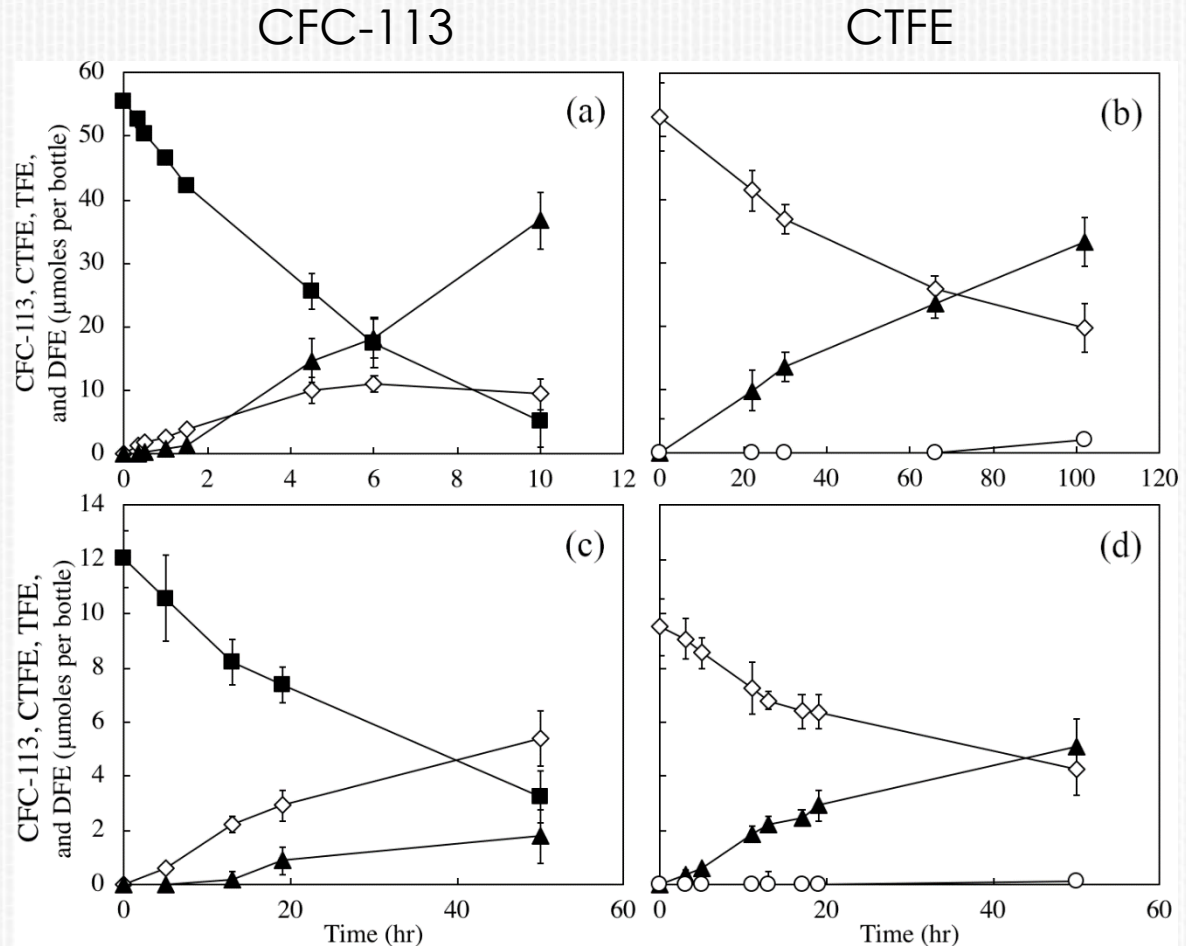 CFC-113
CTFE
CFC-113, CTFE, TFE,
and DFE (µmoles per bottle)
60
50
40
30
20
10
0
(a)
0 2 4 6 8 10 12
(b)
0 20 40 60 80 100 120
CFC-113, CTFE, TFE,
and DFE (µmoles per bottle)
14
12
10
8
6
4
2
0
(c)
0 20 40 60
Time (hr)
(d)
0 20 40 60
Time (hr)